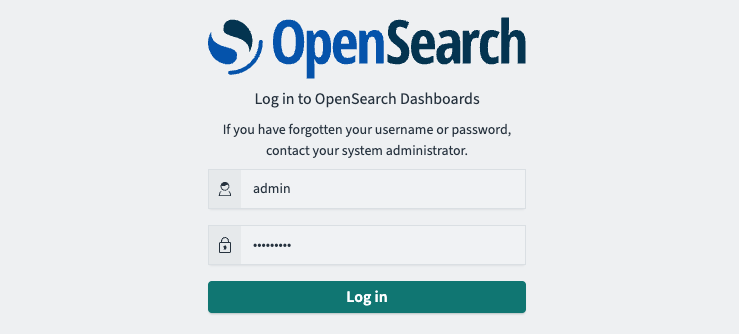 OpenSearch
Log in to OpenSearch Dashboards
If you have forgotten your username or password,
contact your system administrator.
admin
•••••••••
Log in